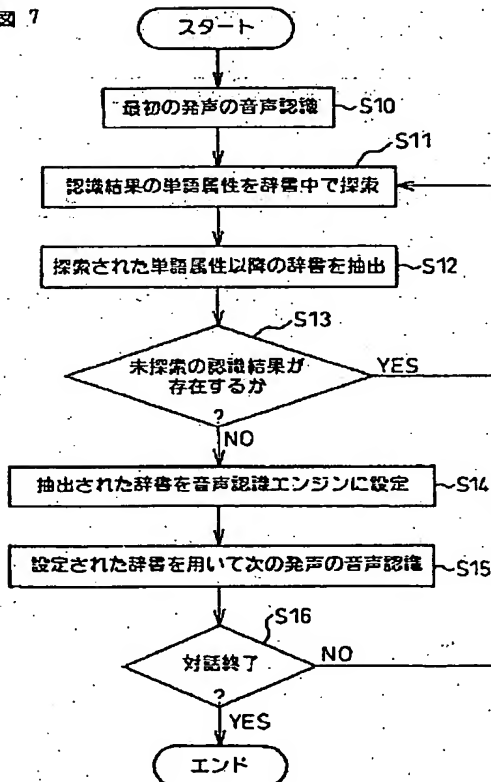 図 7
スタート
最初の発声の音声認識
S10
S11
認識結果の単語属性を辞書中で探索
探索された単語属性以降の辞書を抽出
S12
S13
未探索の認識結果が
存在するか
?
YES
NO
抽出された辞書を音声認識エンジンに設定
S14
設定された辞書を用いて次の発声の音声認識
S15
S16
対話終了
?
NO
YES
エンド